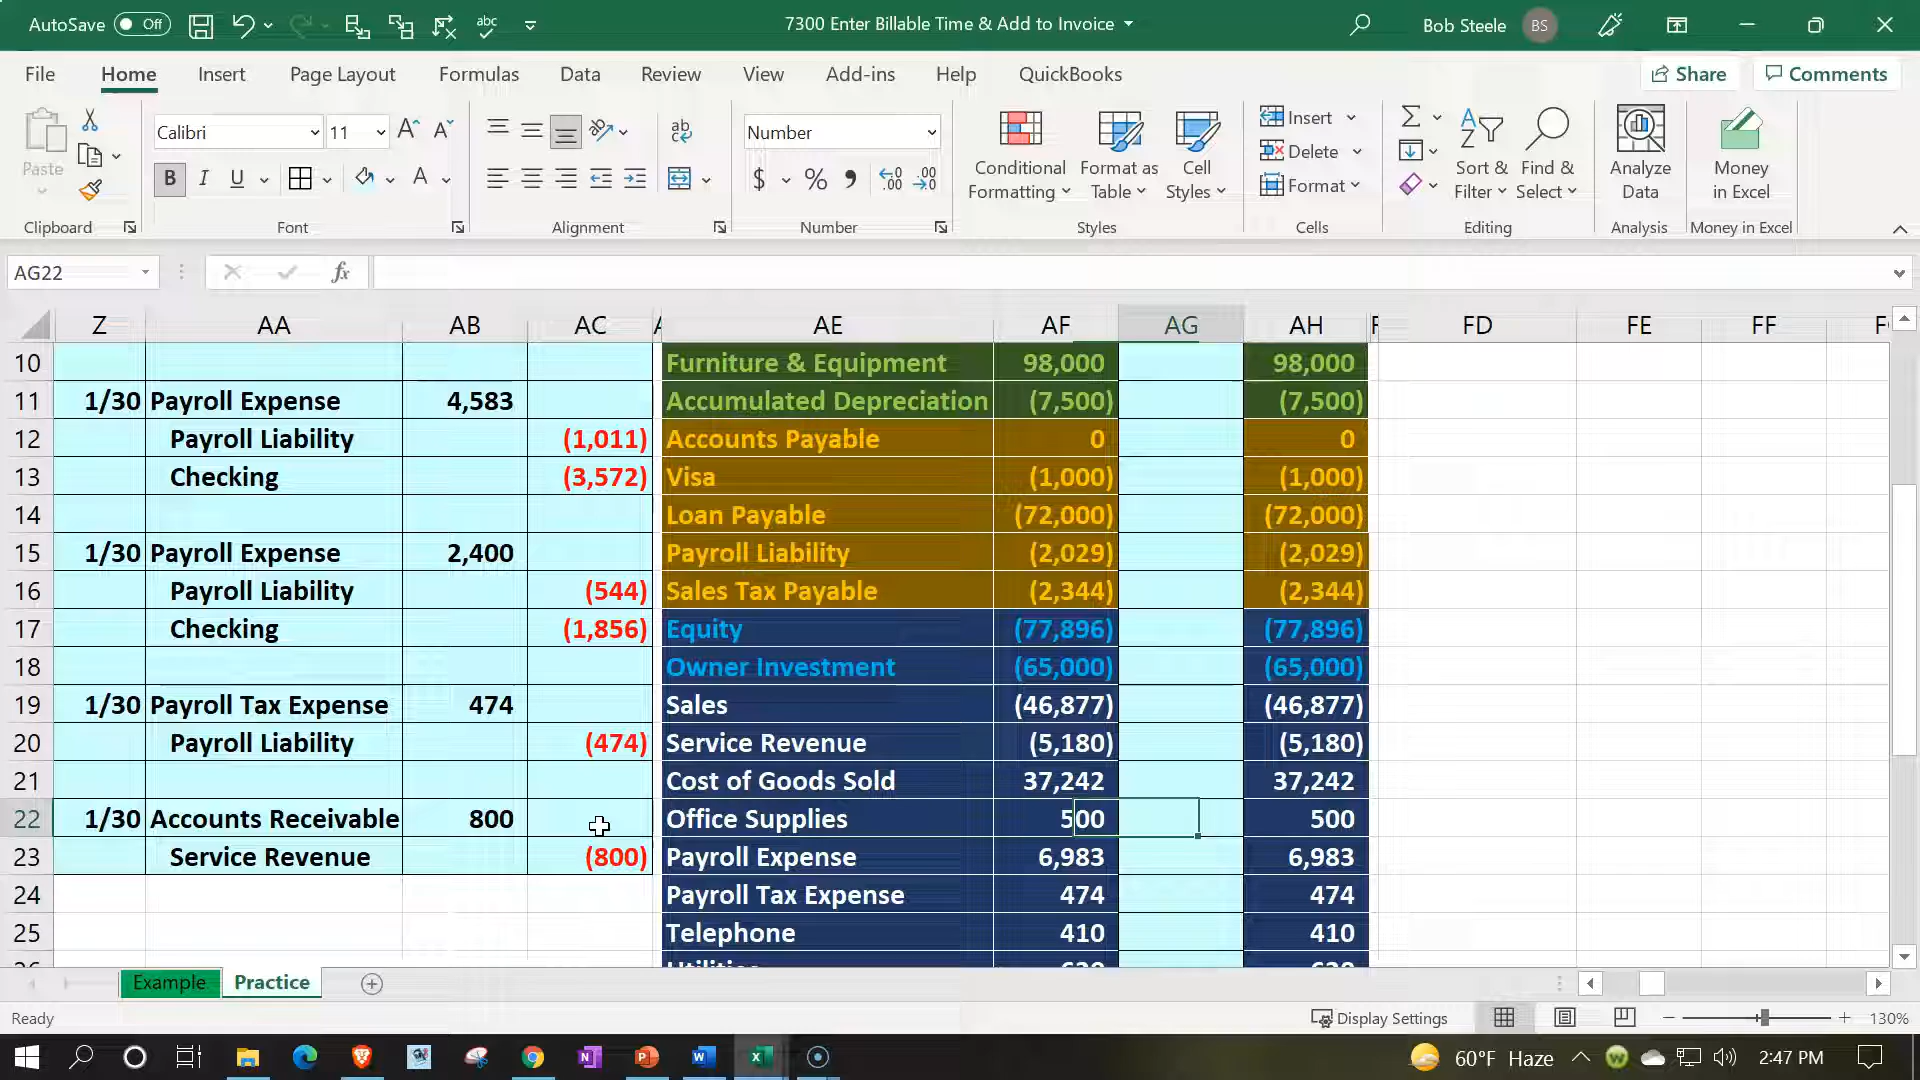 AutoSave Off
7300 Enter Billable Time & Add to Invoice
Bob Steele BS
File Home Insert Page Layout Formulas Data Review View Add-ins Help QuickBooks
Share Comments
Paste
Clipboard
Calibri 11
Font
Alignment
Number
Number
Conditional Formatting
Format as Table
Cell Styles
Styles
Insert
Delete
Format
Cells
Sort & Filter
Find & Select
Editing
Analyze Data
Analysis
Money in Excel
Money in Excel
AG22
Z AA AB AC AE AF AG AH FD FE FF
10 Furniture & Equipment 98,000 98,000
11 1/30 Payroll Expense 4,583 Accumulated Depreciation (7,500) (7,500)
12 Payroll Liability (1,011) Accounts Payable 0 0
13 Checking (3,572) Visa (1,000) (1,000)
14 Loan Payable (72,000) (72,000)
15 1/30 Payroll Expense 2,400 Payroll Liability (2,029) (2,029)
16 Payroll Liability (544) Sales Tax Payable (2,344) (2,344)
17 Checking (1,856) Equity (77,896) (77,896)
18 Owner Investment (65,000) (65,000)
19 1/30 Payroll Tax Expense 474 Sales (46,877) (46,877)
20 Payroll Liability (474) Service Revenue (5,180) (5,180)
21 Cost of Goods Sold 37,242 37,242
22 1/30 Accounts Receivable 800 Office Supplies 500 500
23 Service Revenue (800) Payroll Expense 6,983 6,983
24 Payroll Tax Expense 474 474
25 Telephone 410 410
Example Practice
Ready
Display Settings
130%
60°F Haze
2:47 PM